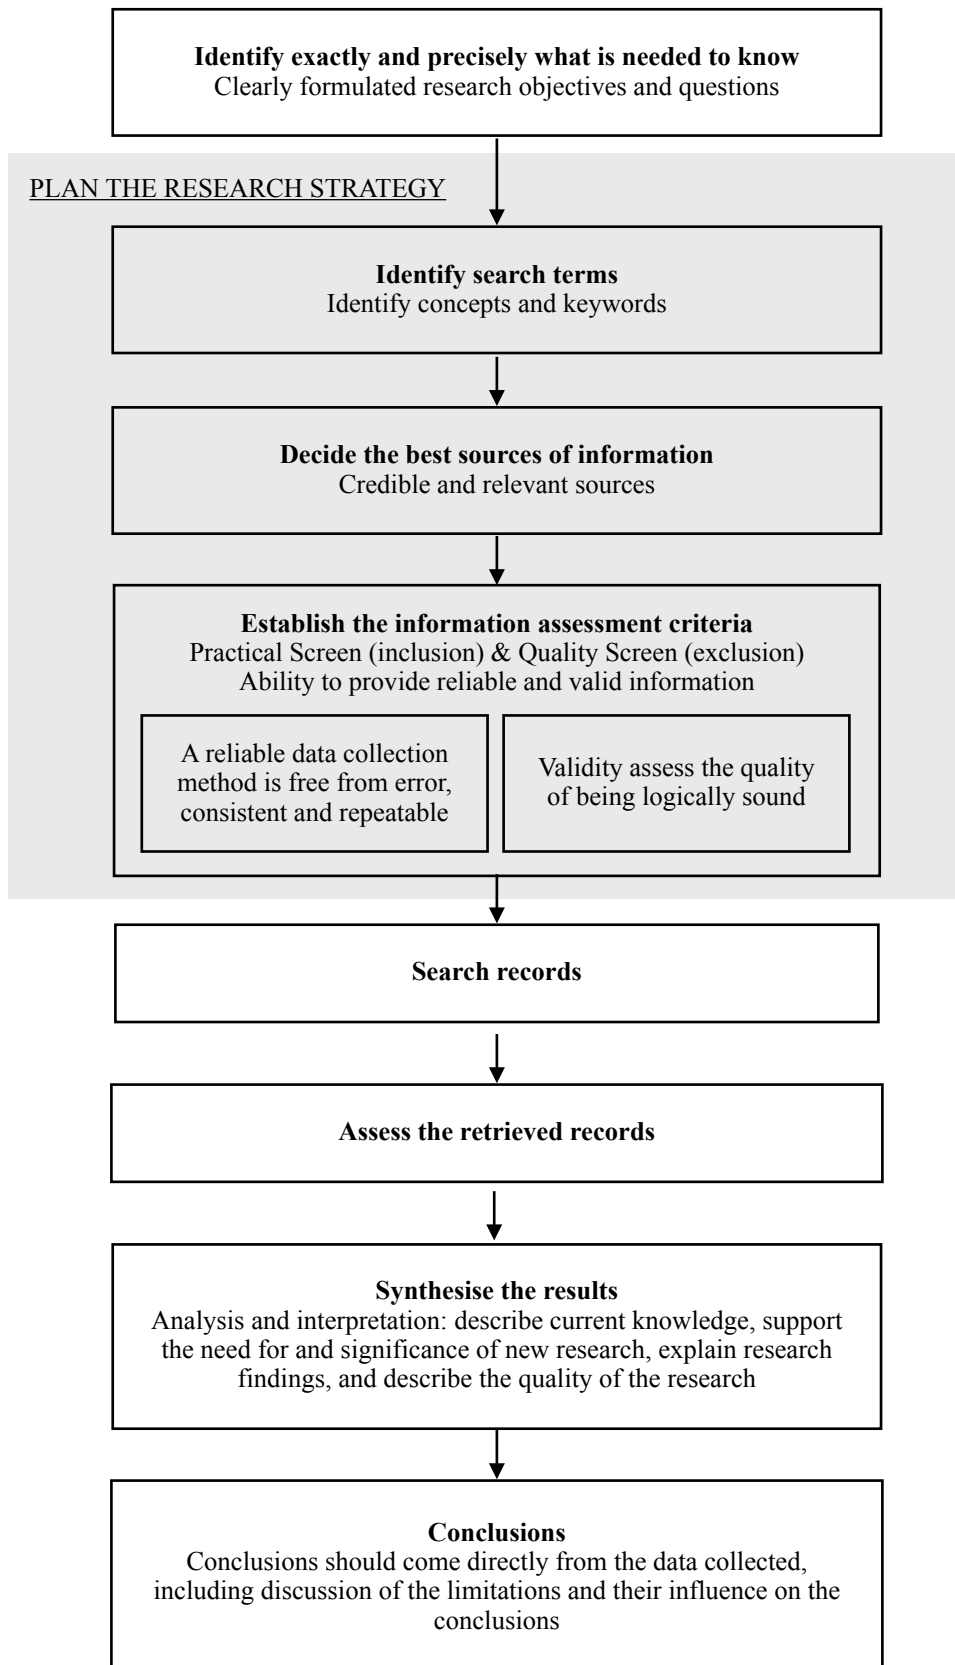 Identify exactly and precisely what is needed to know
Clearly formulated research objectives and questions
PLAN THE RESEARCH STRATEGY
Identify search terms
Identify concepts and keywords
Decide the best sources of information
Credible and relevant sources
Establish the information assessment criteria
Practical Screen (inclusion) & Quality Screen (exclusion)
Ability to provide reliable and valid information
A reliable data collection
method is free from error,
consistent and repeatable
Validity assess the quality
of being logically sound
Search records
Assess the retrieved records
Synthesise the results
Analysis and interpretation: describe current knowledge, support
the need for and significance of new research, explain research
findings, and describe the quality of the research
Conclusions
Conclusions should come directly from the data collected,
including discussion of the limitations and their influence on the
conclusions